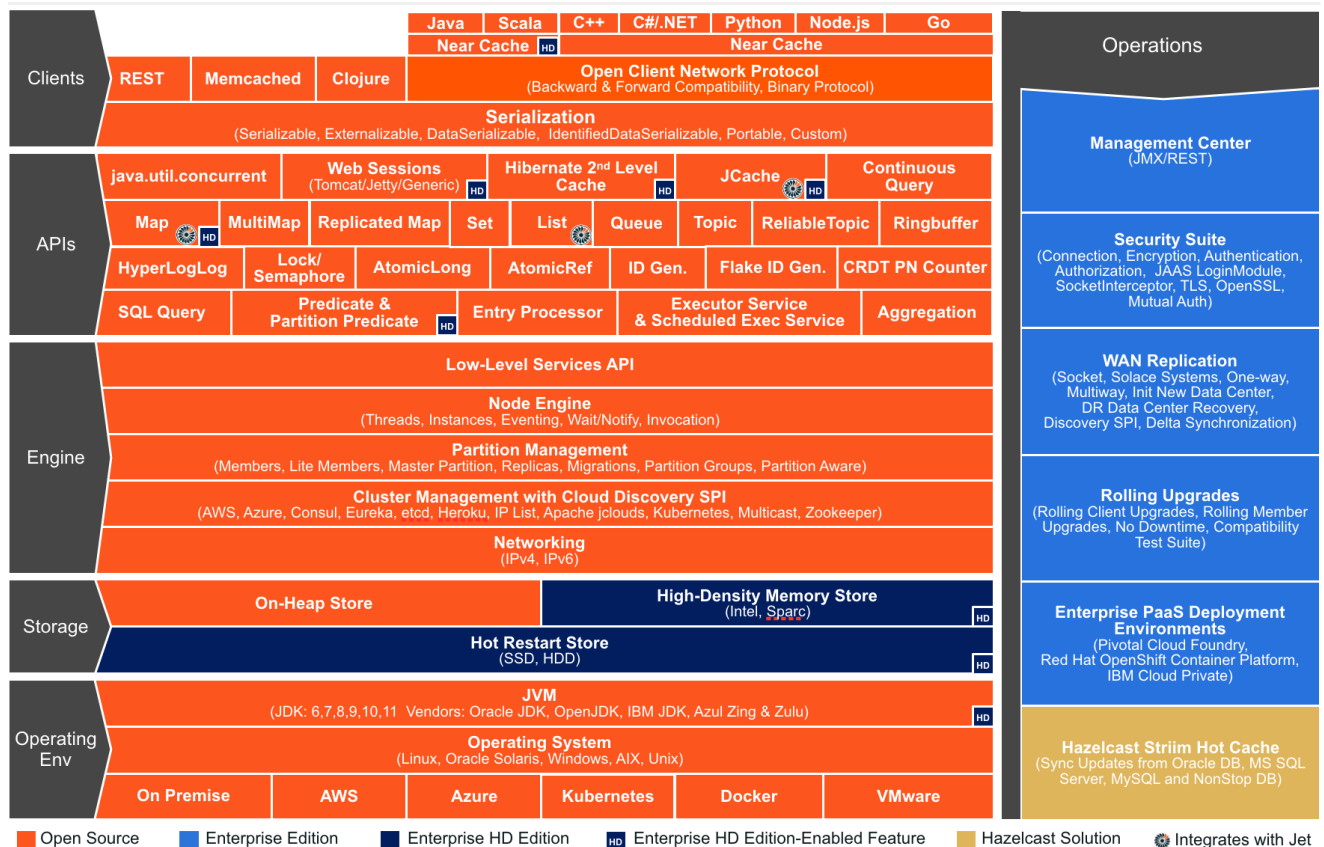 Clients
Java
Scala
C++
C#/.NET
Python
Node.js
Go
Near Cache
HD
Near Cache
REST
Memcached
Clojure
Open Client Network Protocol
(Backward & Forward Compatibility, Binary Protocol)
Serialization
(Serializable, Externalizable, DataSerializable, IdentifiedDataSerializable, Portable, Custom)
APIs
java.util.concurrent
Web Sessions
(Tomcat/Jetty/Generic)
HD
Hibernate 2nd Level
Cache
HD
JCache
HD
Continuous
Query
Map
HD
MultiMap
Replicated Map
Set
List
Queue
Topic
ReliableTopic
Ringbuffer
HyperLogLog
Lock/
Semaphore
AtomicLong
AtomicRef
ID Gen.
Flake ID Gen.
CRDT PN Counter
SQL Query
Predicate &
Partition Predicate
HD
Entry Processor
Executor Service
& Scheduled Exec Service
Aggregation
Engine
Low-Level Services API
Node Engine
(Threads, Instances, Eventing, Wait/Notify, Invocation)
Partition Management
(Members, Lite Members, Master Partition, Replicas, Migrations, Partition Groups, Partition Aware)
Cluster Management with Cloud Discovery SPI
(AWS, Azure, Consul, Eureka, etcd, Heroku, IP List, Apache jclouds, Kubernetes, Multicast, Zookeeper)
Networking
(IPv4, IPv6)
Storage
On-Heap Store
High-Density Memory Store
(Intel, Sparc)
HD
Hot Restart Store
(SSD, HDD)
HD
Operating
Env
JVM
(JDK: 6,7,8,9,10,11 Vendors: Oracle JDK, OpenJDK, IBM JDK, Azul Zing & Zulu)
HD
Operating System
(Linux, Oracle Solaris, Windows, AIX, Unix)
On Premise
AWS
Azure
Kubernetes
Docker
VMware
Operations
Management Center
(JMX/REST)
Security Suite
(Connection, Encryption, Authentication,
Authorization, JAAS LoginModule,
SocketInterceptor, TLS, OpenSSL,
Mutual Auth)
WAN Replication
(Socket, Solace Systems, One-way,
Multiway, Init New Data Center,
DR Data Center Recovery,
Discovery SPI, Delta Synchronization)
Rolling Upgrades
(Rolling Client Upgrades, Rolling Member
Upgrades, No Downtime, Compatibility
Test Suite)
Enterprise PaaS Deployment
Environments
(Pivotal Cloud Foundry,
Red Hat OpenShift Container Platform,
IBM Cloud Private)
Hazelcast Striim Hot Cache
(Sync Updates from Oracle DB, MS SQL
Server, MySQL and NonStop DB)
Open Source
Enterprise Edition
Enterprise HD Edition
HD Enterprise HD Edition-Enabled Feature
Hazelcast Solution
Integrates with Jet